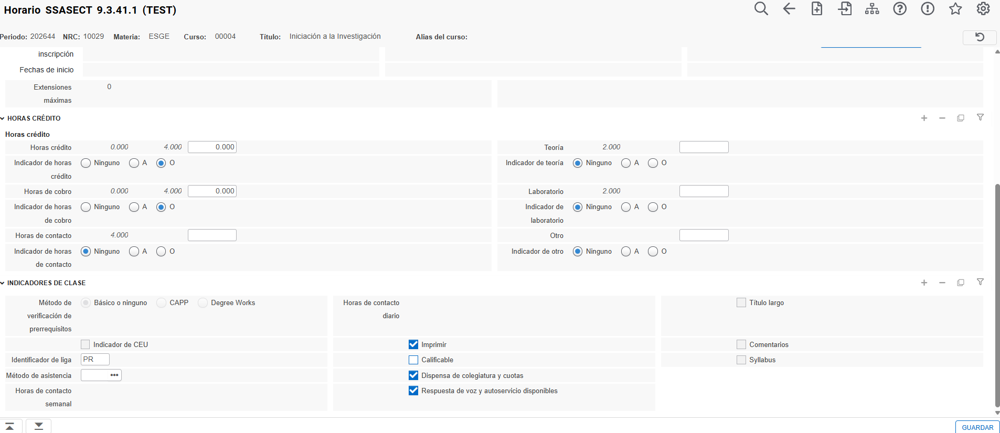 Horario SSASECT 9.3.41.1 (TEST)
Periodo: 202644 NRC: 10029 Materia: ESGE Curso: 00004 Título: Iniciación a la Investigación Alias del curso:
inscripción
Fechas de inicio
Extensiones máximas 0
HORAS CRÉDITO
Horas crédito
Horas crédito 0.000 4.000 0.000 Teoría 2.000
Indicador de horas crédito Ninguno A O Indicador de teoría Ninguno A O
Horas de cobro 0.000 4.000 0.000 Laboratorio 2.000
Indicador de horas de cobro Ninguno A O Indicador de laboratorio Ninguno A O
Horas de contacto 4.000 Otro
Indicador de horas de contacto Ninguno A O Indicador de otro Ninguno A O
INDICADORES DE CLASE
Método de verificación de prerrequisitos Básico o ninguno CAPP Degree Works Horas de contacto diario Título largo
Indicador de CEU Imprimir Comentarios
Identificador de liga PR Calificable Syllabus
Método de asistencia ••• Dispensa de colegiatura y cuotas
Horas de contacto semanal Respuesta de voz y autoservicio disponibles
GUARDAR